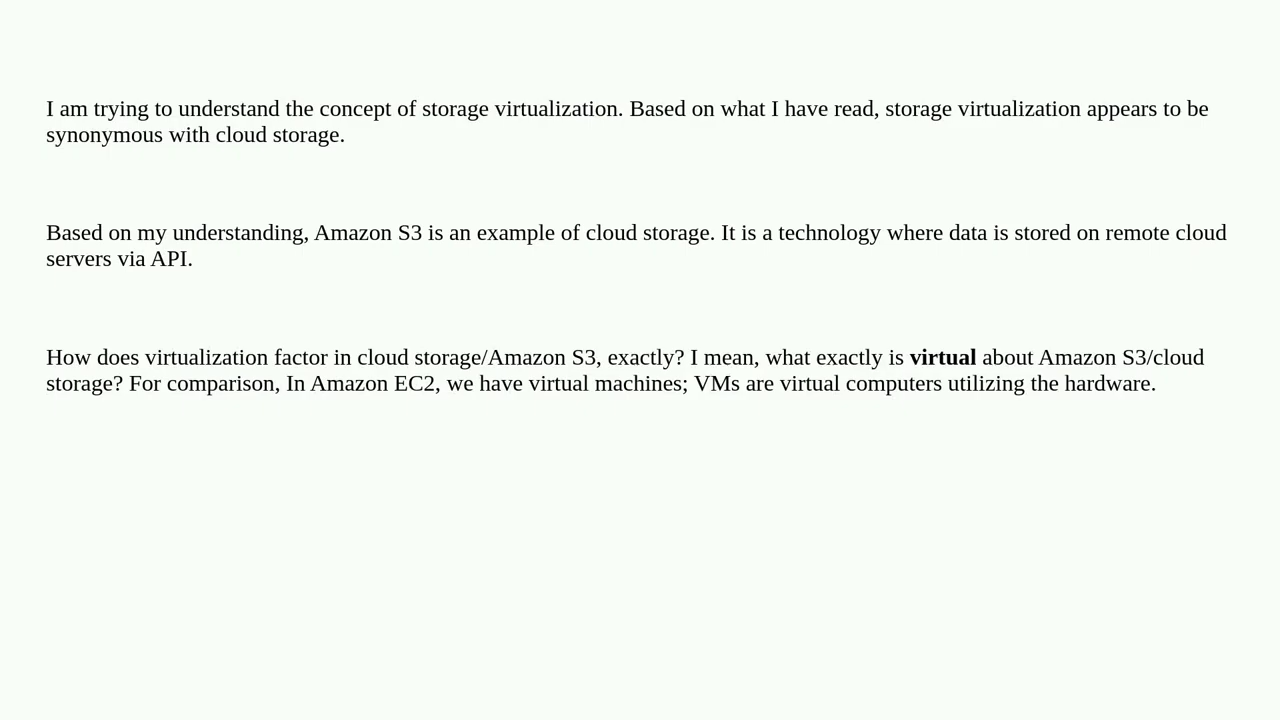 I am trying to understand the concept of storage virtualization. Based on what I have read, storage virtualization appears to be
synonymous with cloud storage.
Based on my understanding, Amazon S3 is an example of cloud storage. It is a technology where data is stored on remote cloud
servers via API.
How does virtualization factor in cloud storage/Amazon S3, exactly? I mean, what exactly is virtual about Amazon S3/cloud
storage? For comparison, In Amazon EC2, we have virtual machines; VMs are virtual computers utilizing the hardware.